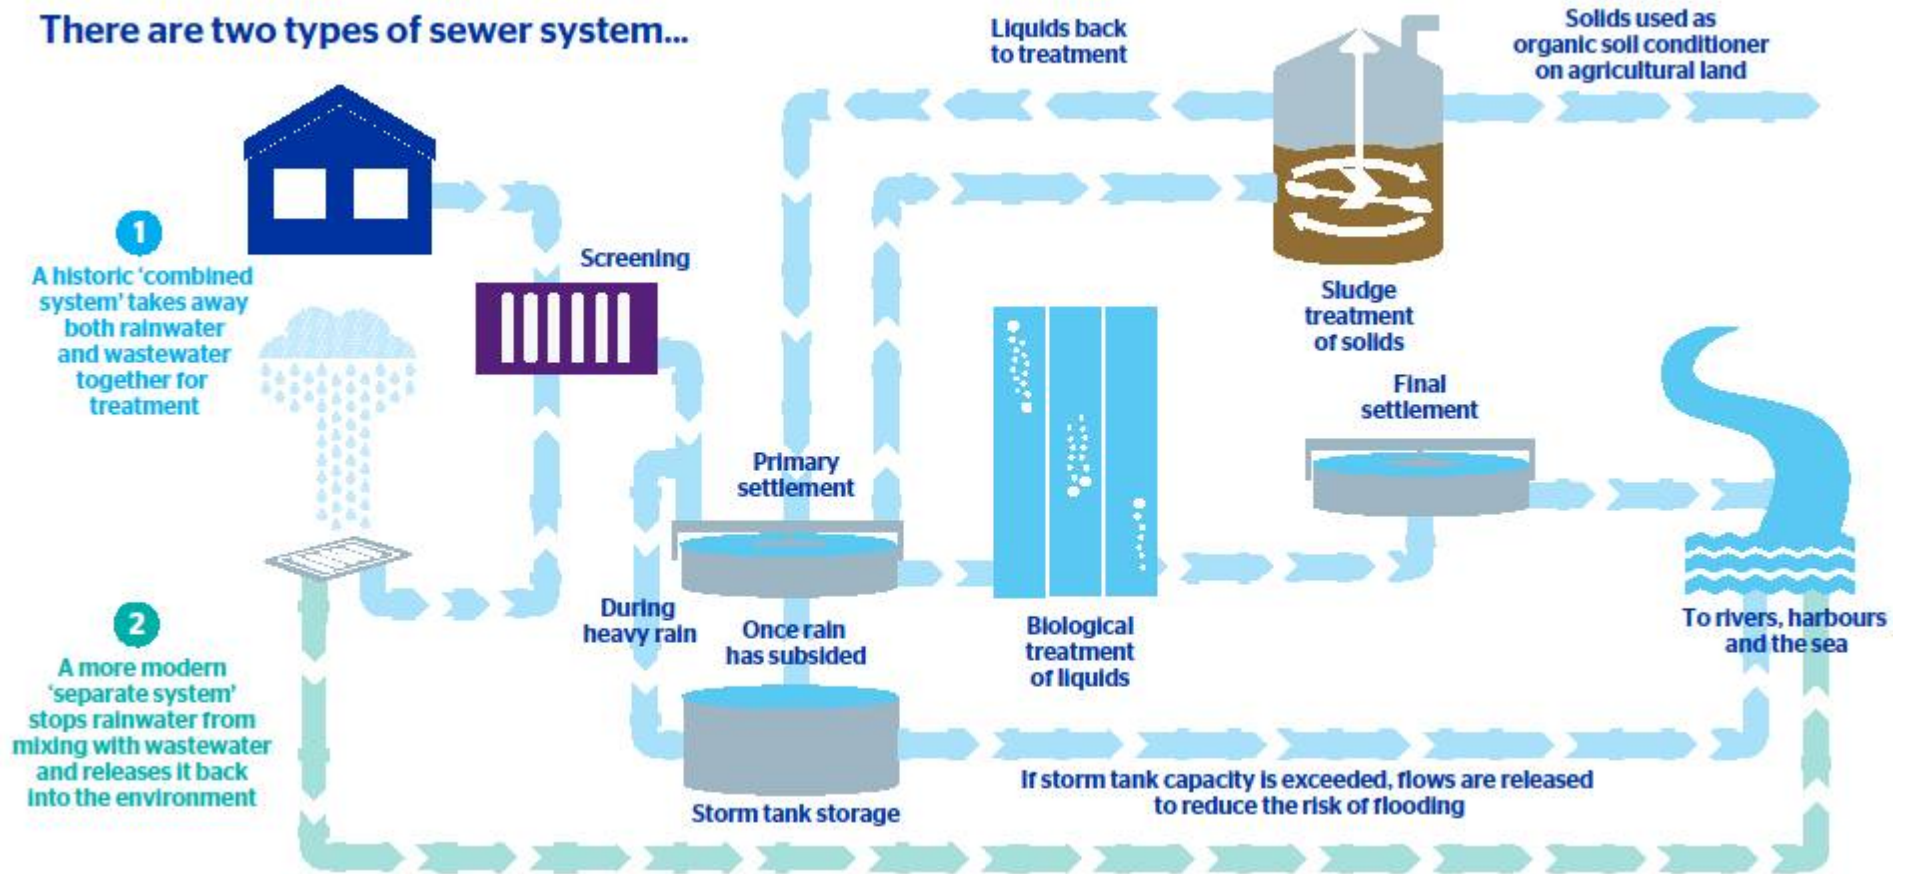 There are two types of sewer system...
Liquids back
to treatment
Solids used as
organic soil conditioner
on agricultural land
1
A historic 'combined
system' takes away
both rainwater
and wastewater
together for
treatment
Screening
Sludge
treatment
of solids
Final
settlement
Primary
settlement
During
heavy rain
Once rain
has subsided
Biological
treatment
of liquids
To rivers, harbours
and the sea
2
A more modern
'separate system'
stops rainwater from
mixing with wastewater
and releases it back
into the environment
Storm tank storage
If storm tank capacity is exceeded, flows are released
to reduce the risk of flooding